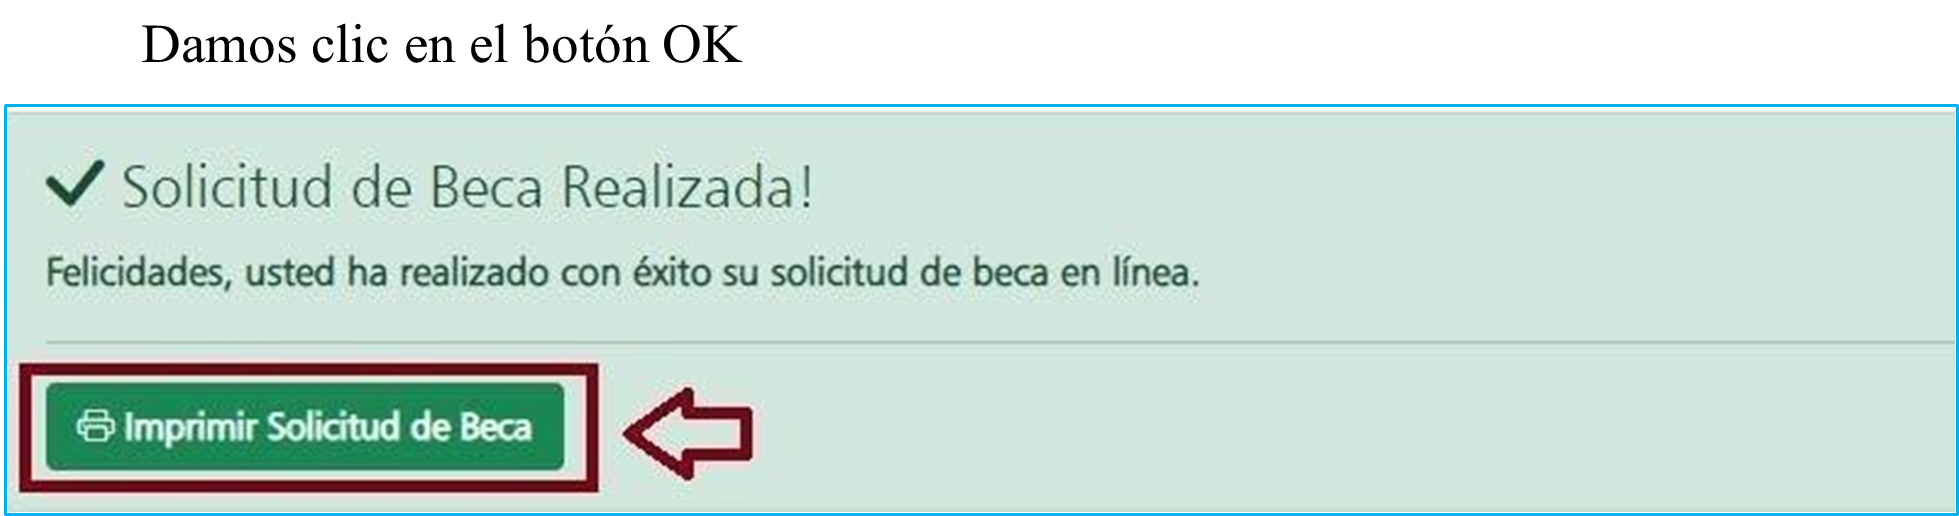 Damos clic en el botón OK
Solicitud de Beca Realizada!
Felicidades, usted ha realizado con éxito su solicitud de beca en línea.
Imprimir Solicitud de Beca